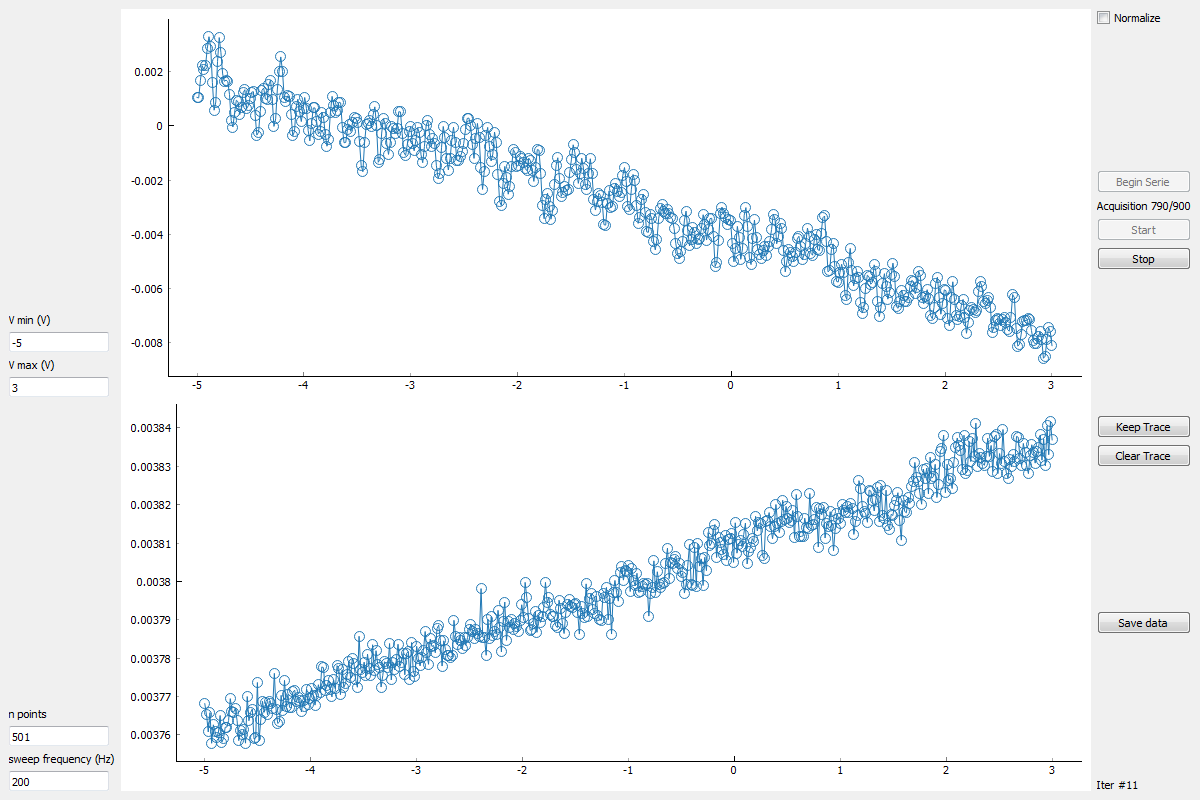 Normalize
0.002
0
-0.002
-0.004
-0.006
-0.008
-5
-4
-3
-2
-1
0
1
2
3
Begin Serie
Acquisition 790/900
Start
Stop
V min (V)
-5
V max (V)
3
0.00384
0.00383
0.00382
0.00381
0.0038
0.00379
0.00378
0.00377
0.00376
-5
-4
-3
-2
-1
0
1
2
3
Keep Trace
Clear Trace
Save data
n points
501
sweep frequency (Hz)
200
Iter #11